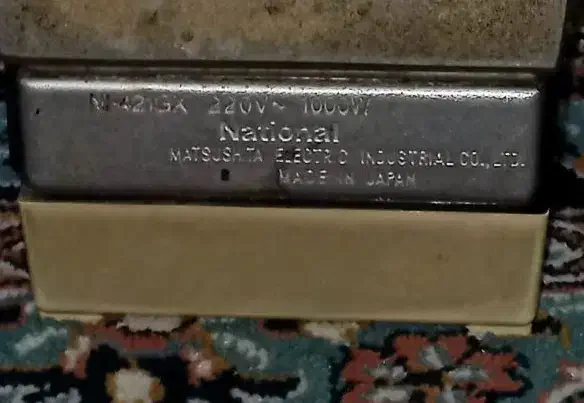 NI-421GX 220V~ 1000W
National
MATSUSHITA ELECTRIC INDUSTRIAL CO., LTD.
MADE IN JAPAN